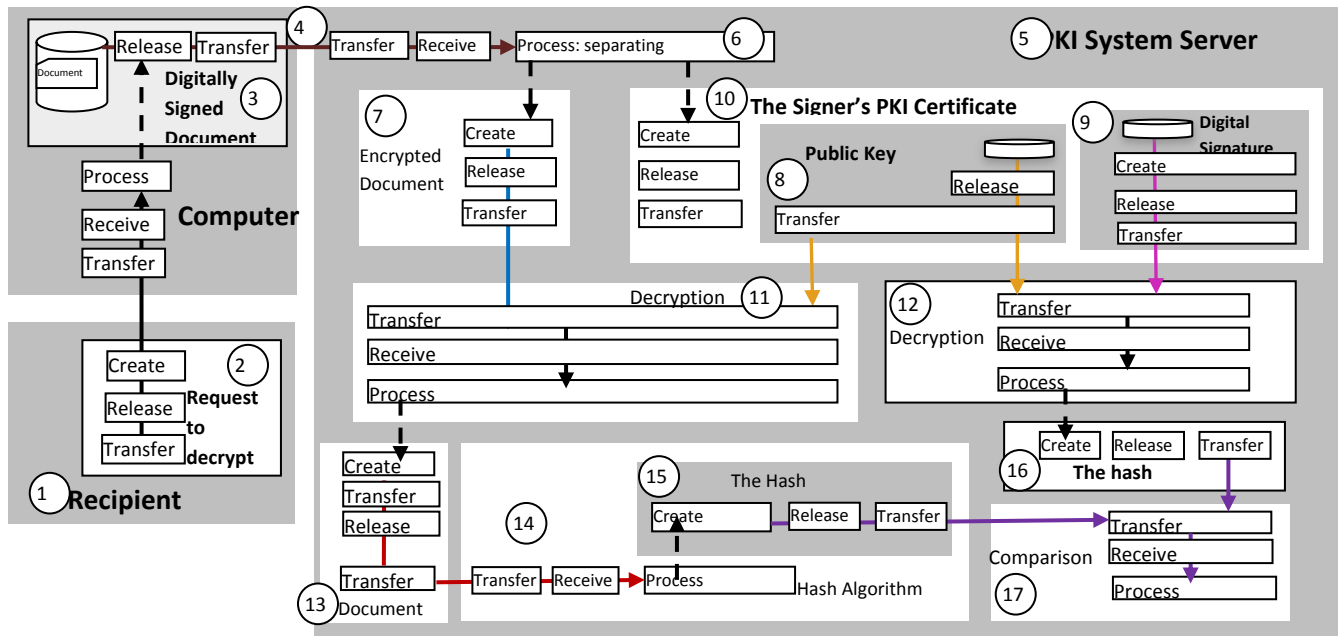 4
Release
Transfer
Document
Digitally
Signed
Document
3
Transfer
Receive
Process: separating
6
5
KI System Server
Process
Receive
Transfer
Computer
7
Create
Encrypted
Document
Release
Transfer
10
The Signer's PKI Certificate
Create
Release
Transfer
Public Key
8
Release
Transfer
9
Digital
Signature
Create
Release
Transfer
Decryption
11
Transfer
Receive
Process
12
Decryption
Transfer
Receive
Process
Create
2
Release
Request
to
Transfer
decrypt
1
Recipient
Create
Transfer
Release
Transfer
13
Document
14
Transfer
Receive
Process
Hash Algorithm
15
The Hash
Create
Release
Transfer
Create
Release
Transfer
16
The hash
Transfer
Comparison
Receive
Process
17